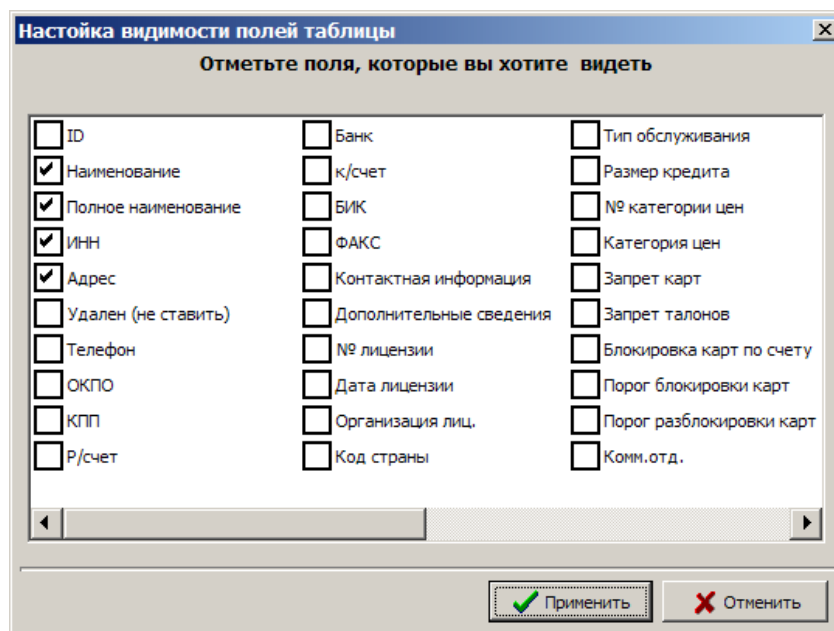 Настойка видимости полей таблицы
Отметьте поля, которые вы хотите видеть
ID
Наименование
Полное наименование
ИНН
Адрес
Удален (не ставить)
Телефон
ОКПО
КПП
Р/счет
Банк
к/счет
БИК
ФАКС
Контактная информация
Дополнительные сведения
№ лицензии
Дата лицензии
Организация лиц.
Код страны
Тип обслуживания
Размер кредита
№ категории цен
Категория цен
Запрет карт
Запрет талонов
Блокировка карт по счету
Порог блокировки карт
Порог разблокировки карт
Комм.отд.
Применить
Отменить